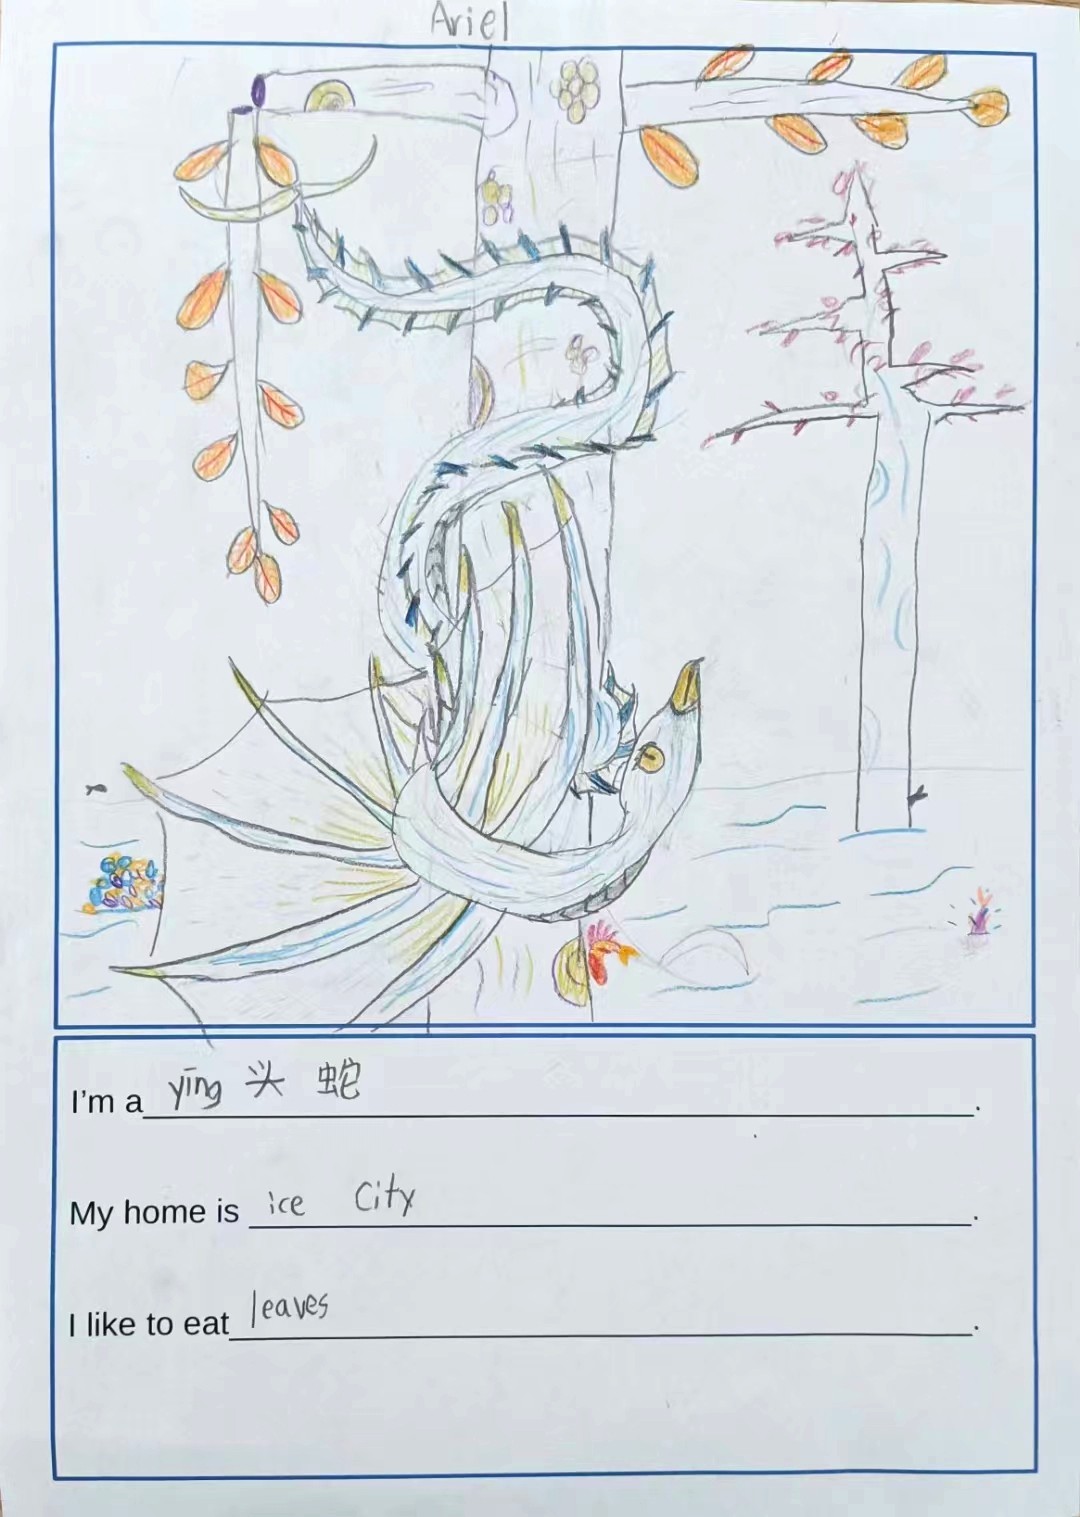 Ariel
I'm a yīng 头 蛇.
My home is ice City.
I like to eat leaves.